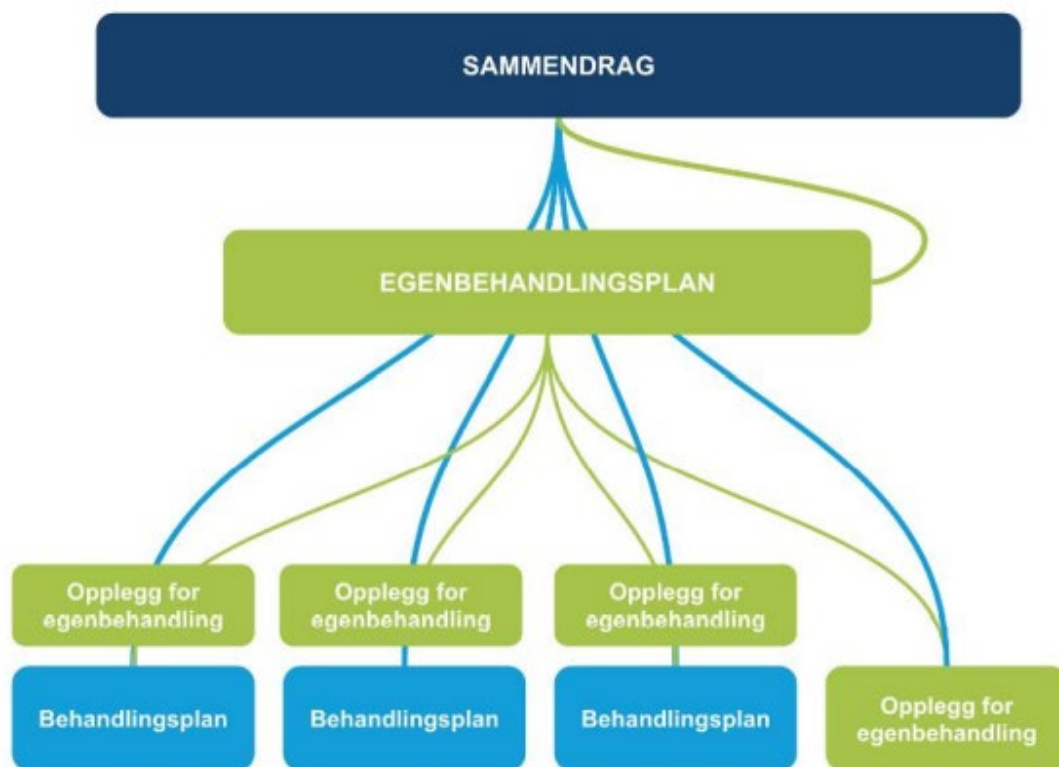 SAMMENDRAG
EGENBEHANDLINGSPLAN
Opplegg for
egenbehandling
Opplegg for
egenbehandling
Opplegg for
egenbehandling
Behandlingsplan
Behandlingsplan
Behandlingsplan
Opplegg for
egenbehandling